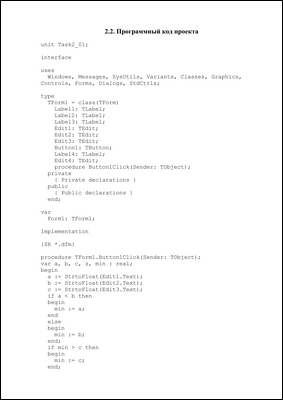 2.2. Программный код проекта
unit Task2_01;
interface
uses
Windows, Messages, SysUtils, Variants, Classes, Graphics,
Controls, Forms, Dialogs, StdCtrls;
type
TForm1 = class(TForm)
Label1: TLabel;
Label2: TLabel;
Label3: TLabel;
Edit1: TEdit;
Edit2: TEdit;
Edit3: TEdit;
Button1: TButton;
Label4: TLabel;
Edit4: TEdit;
procedure Button1Click(Sender: TObject);
private
{ Private declarations }
public
{ Public declarations }
end;
var
Form1: TForm1;
Implementation
{$R *.dfm}
procedure TForm1.Button1Click(Sender: TObject);
var a, b, c, z, min : real;
begin
a := StrtoFloat(Edit1.Text);
b := StrtoFloat(Edit2.Text);
c := StrtoFloat(Edit3.Text);
if a < b then
begin
min := a;
end
else
begin
min := b;
end;
if min > c then
begin
min := c;
end;